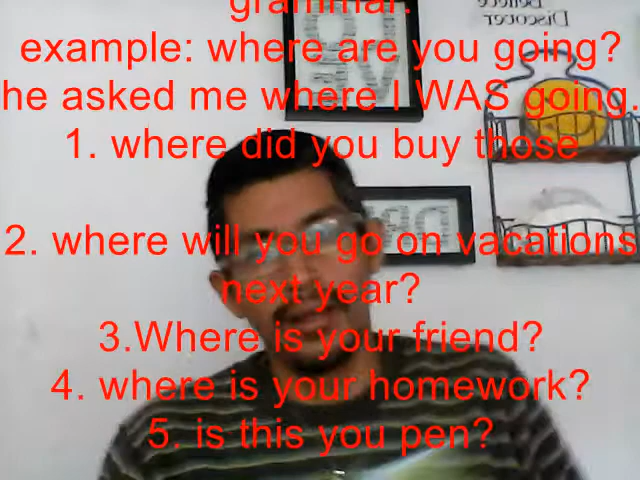 Believe
Discover
grammar.
example: where are you going?
he asked me where I WAS going.
1. where did you buy those
2. where will you go on vacations
next year?
3.Where is your friend?
4. where is your homework?
5. is this you pen?